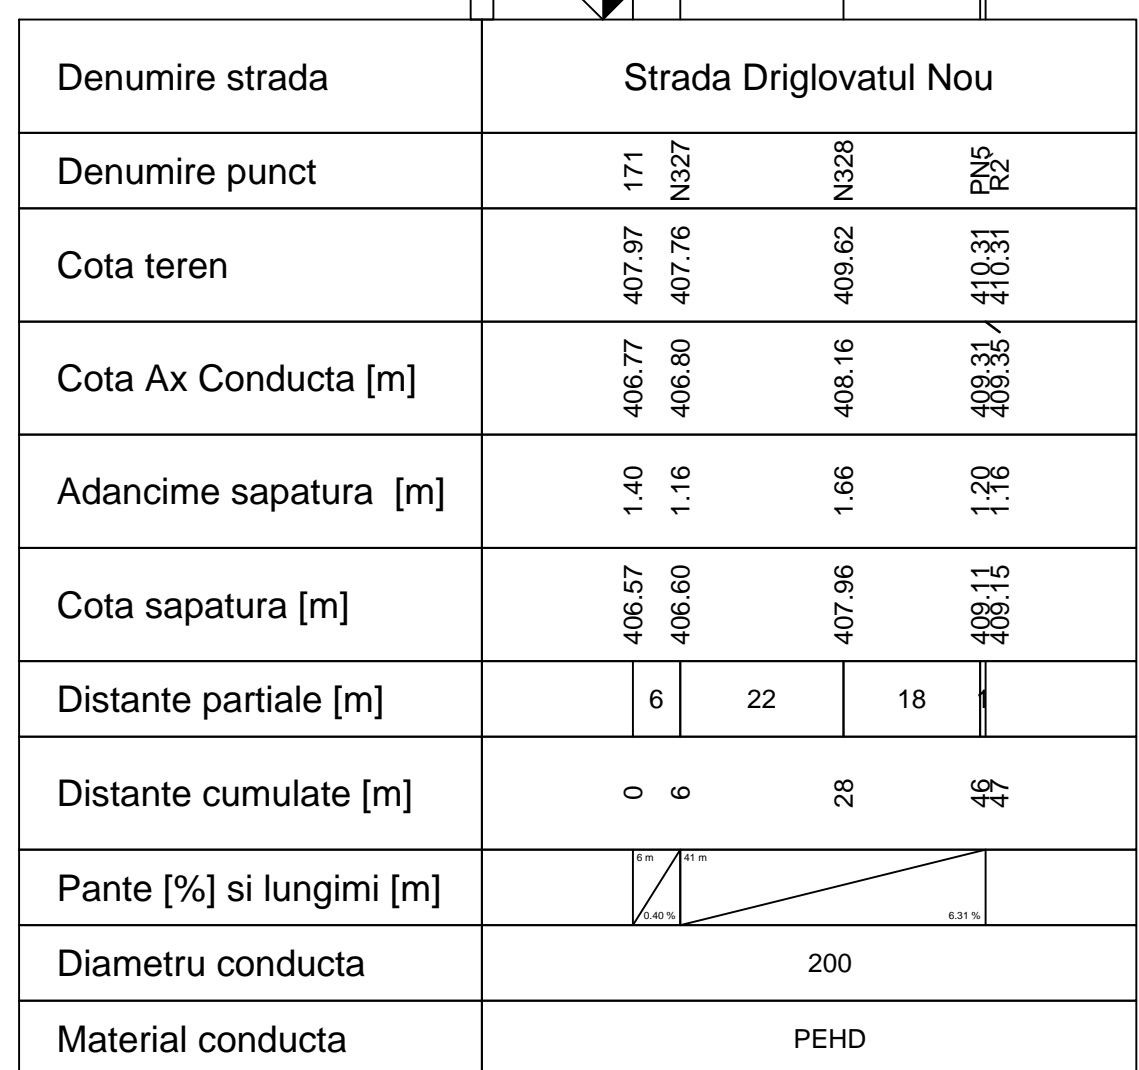 Denumire strada Strada Driglovatul Nou
Denumire punct 171 N327 N328 PN5 R2
Cota teren 407.97 407.76 409.62 410.31 410.31
Cota Ax Conducta [m] 406.77 406.80 408.16 409.31 409.35
Adancime sapatura [m] 1.40 1.16 1.66 1.20 1.16
Cota sapatura [m] 406.57 406.60 407.96 409.11 409.15
Distante partiale [m] 6 22 18 1
Distante cumulate [m] 0 6 28 46 47
Pante [%] si lungimi [m] 6 m 0.40 % 41 m 6.31 %
Diametru conducta 200
Material conducta PEHD